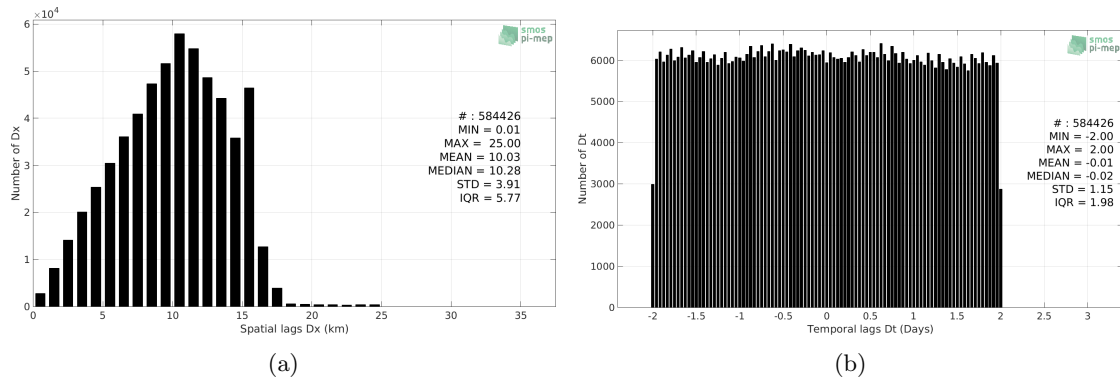 ×10⁴
6
5
4
3
2
1
0
Number of Dx
0 5 10 15 20 25 30 35
Spatial lags Dx (km)
smos
pi-mep
# : 584426
MIN = 0.01
MAX = 25.00
MEAN = 10.03
MEDIAN = 10.28
STD = 3.91
IQR = 5.77
(a)
6000
5000
4000
3000
2000
1000
0
Number of Dt
-2 -1.5 -1 -0.5 0 0.5 1 1.5 2 2.5 3
Temporal lags Dt (Days)
smos
pi-mep
# : 584426
MIN = -2.00
MAX = 2.00
MEAN = -0.01
MEDIAN = -0.02
STD = 1.15
IQR = 1.98
(b)